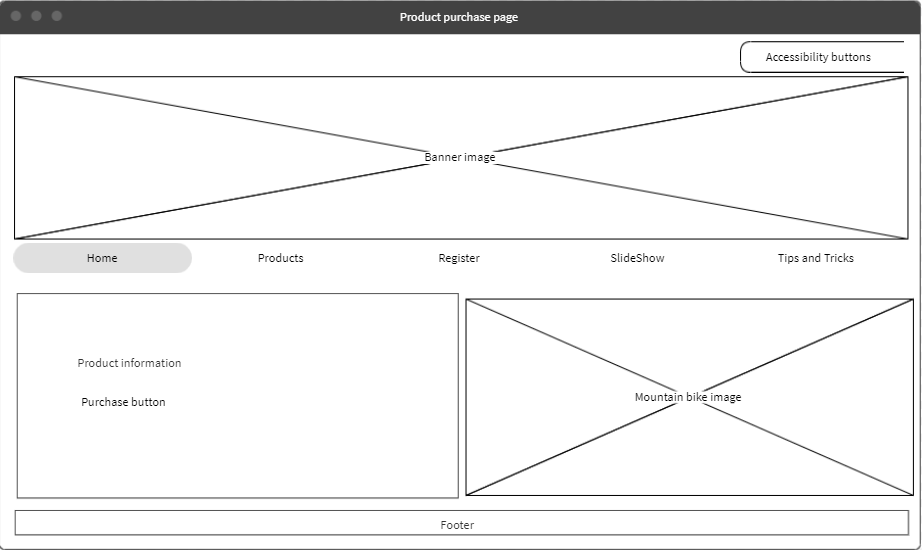 Product purchase page
Accessibility buttons
Banner image
Home Products Register SlideShow Tips and Tricks
Product information
Purchase button
Mountain bike image
Footer